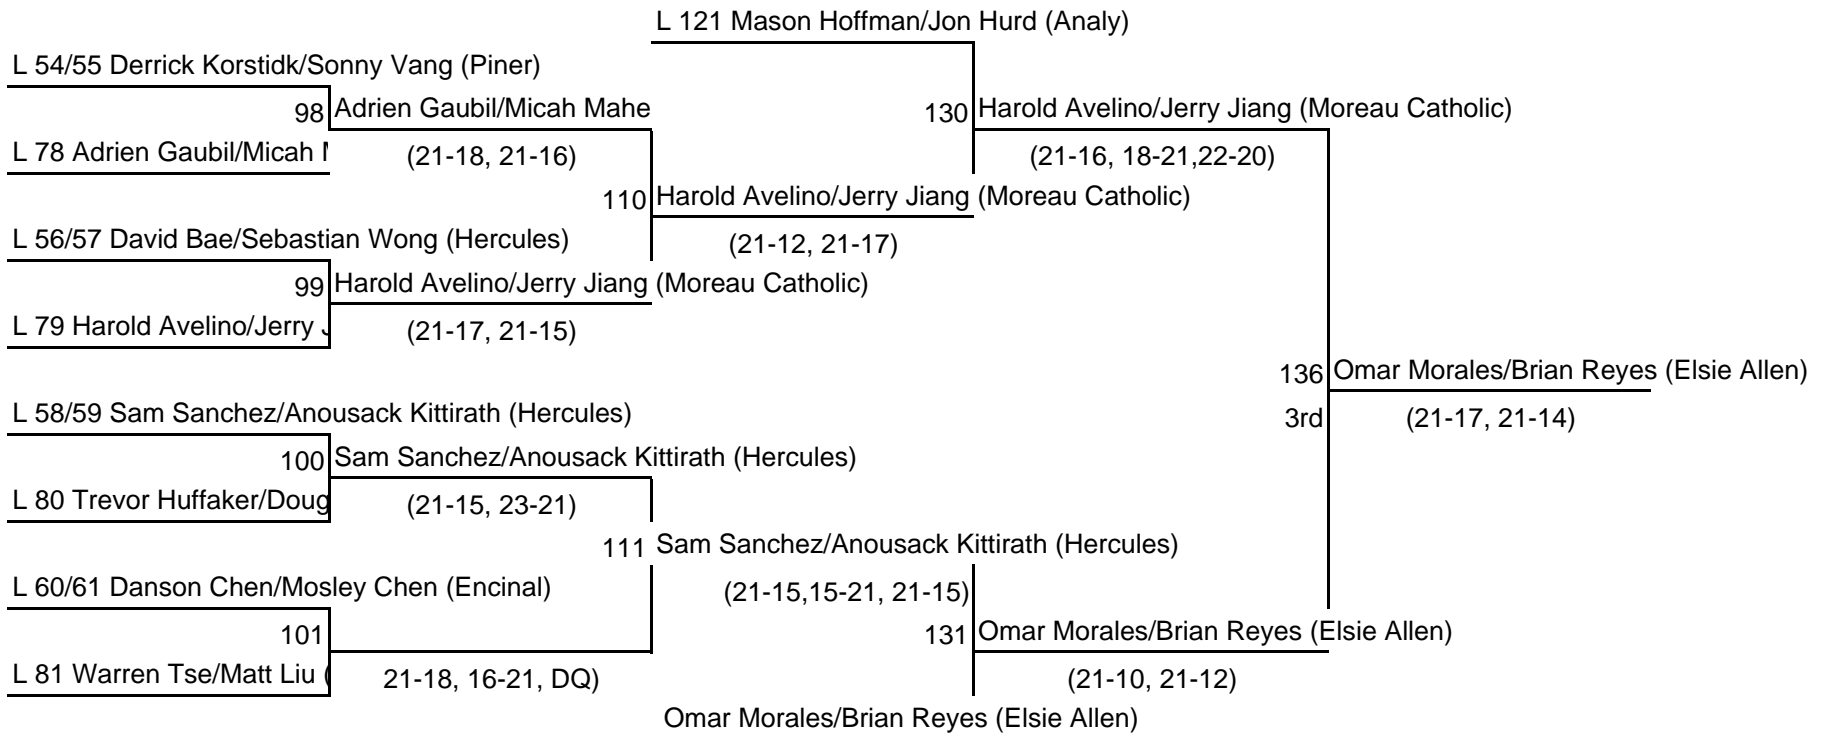 L 121 Mason Hoffman/Jon Hurd (Analy)
L 54/55 Derrick Korstidk/Sonny Vang (Piner)
98 Adrien Gaubil/Micah Mahe
130 Harold Avelino/Jerry Jiang (Moreau Catholic)
L 78 Adrien Gaubil/Micah
(21-18, 21-16)
(21-16, 18-21,22-20)
110 Harold Avelino/Jerry Jiang (Moreau Catholic)
L 56/57 David Bae/Sebastian Wong (Hercules)
(21-12, 21-17)
99 Harold Avelino/Jerry Jiang (Moreau Catholic)
L 79 Harold Avelino/Jerry
(21-17, 21-15)
136 Omar Morales/Brian Reyes (Elsie Allen)
L 58/59 Sam Sanchez/Anousack Kittirath (Hercules)
3rd
(21-17, 21-14)
100 Sam Sanchez/Anousack Kittirath (Hercules)
L 80 Trevor Huffaker/Doug
(21-15, 23-21)
111 Sam Sanchez/Anousack Kittirath (Hercules)
L 60/61 Danson Chen/Mosley Chen (Encinal)
(21-15,15-21, 21-15)
101
131 Omar Morales/Brian Reyes (Elsie Allen)
L 81 Warren Tse/Matt Liu (
21-18, 16-21, DQ)
(21-10, 21-12)
Omar Morales/Brian Reyes (Elsie Allen)